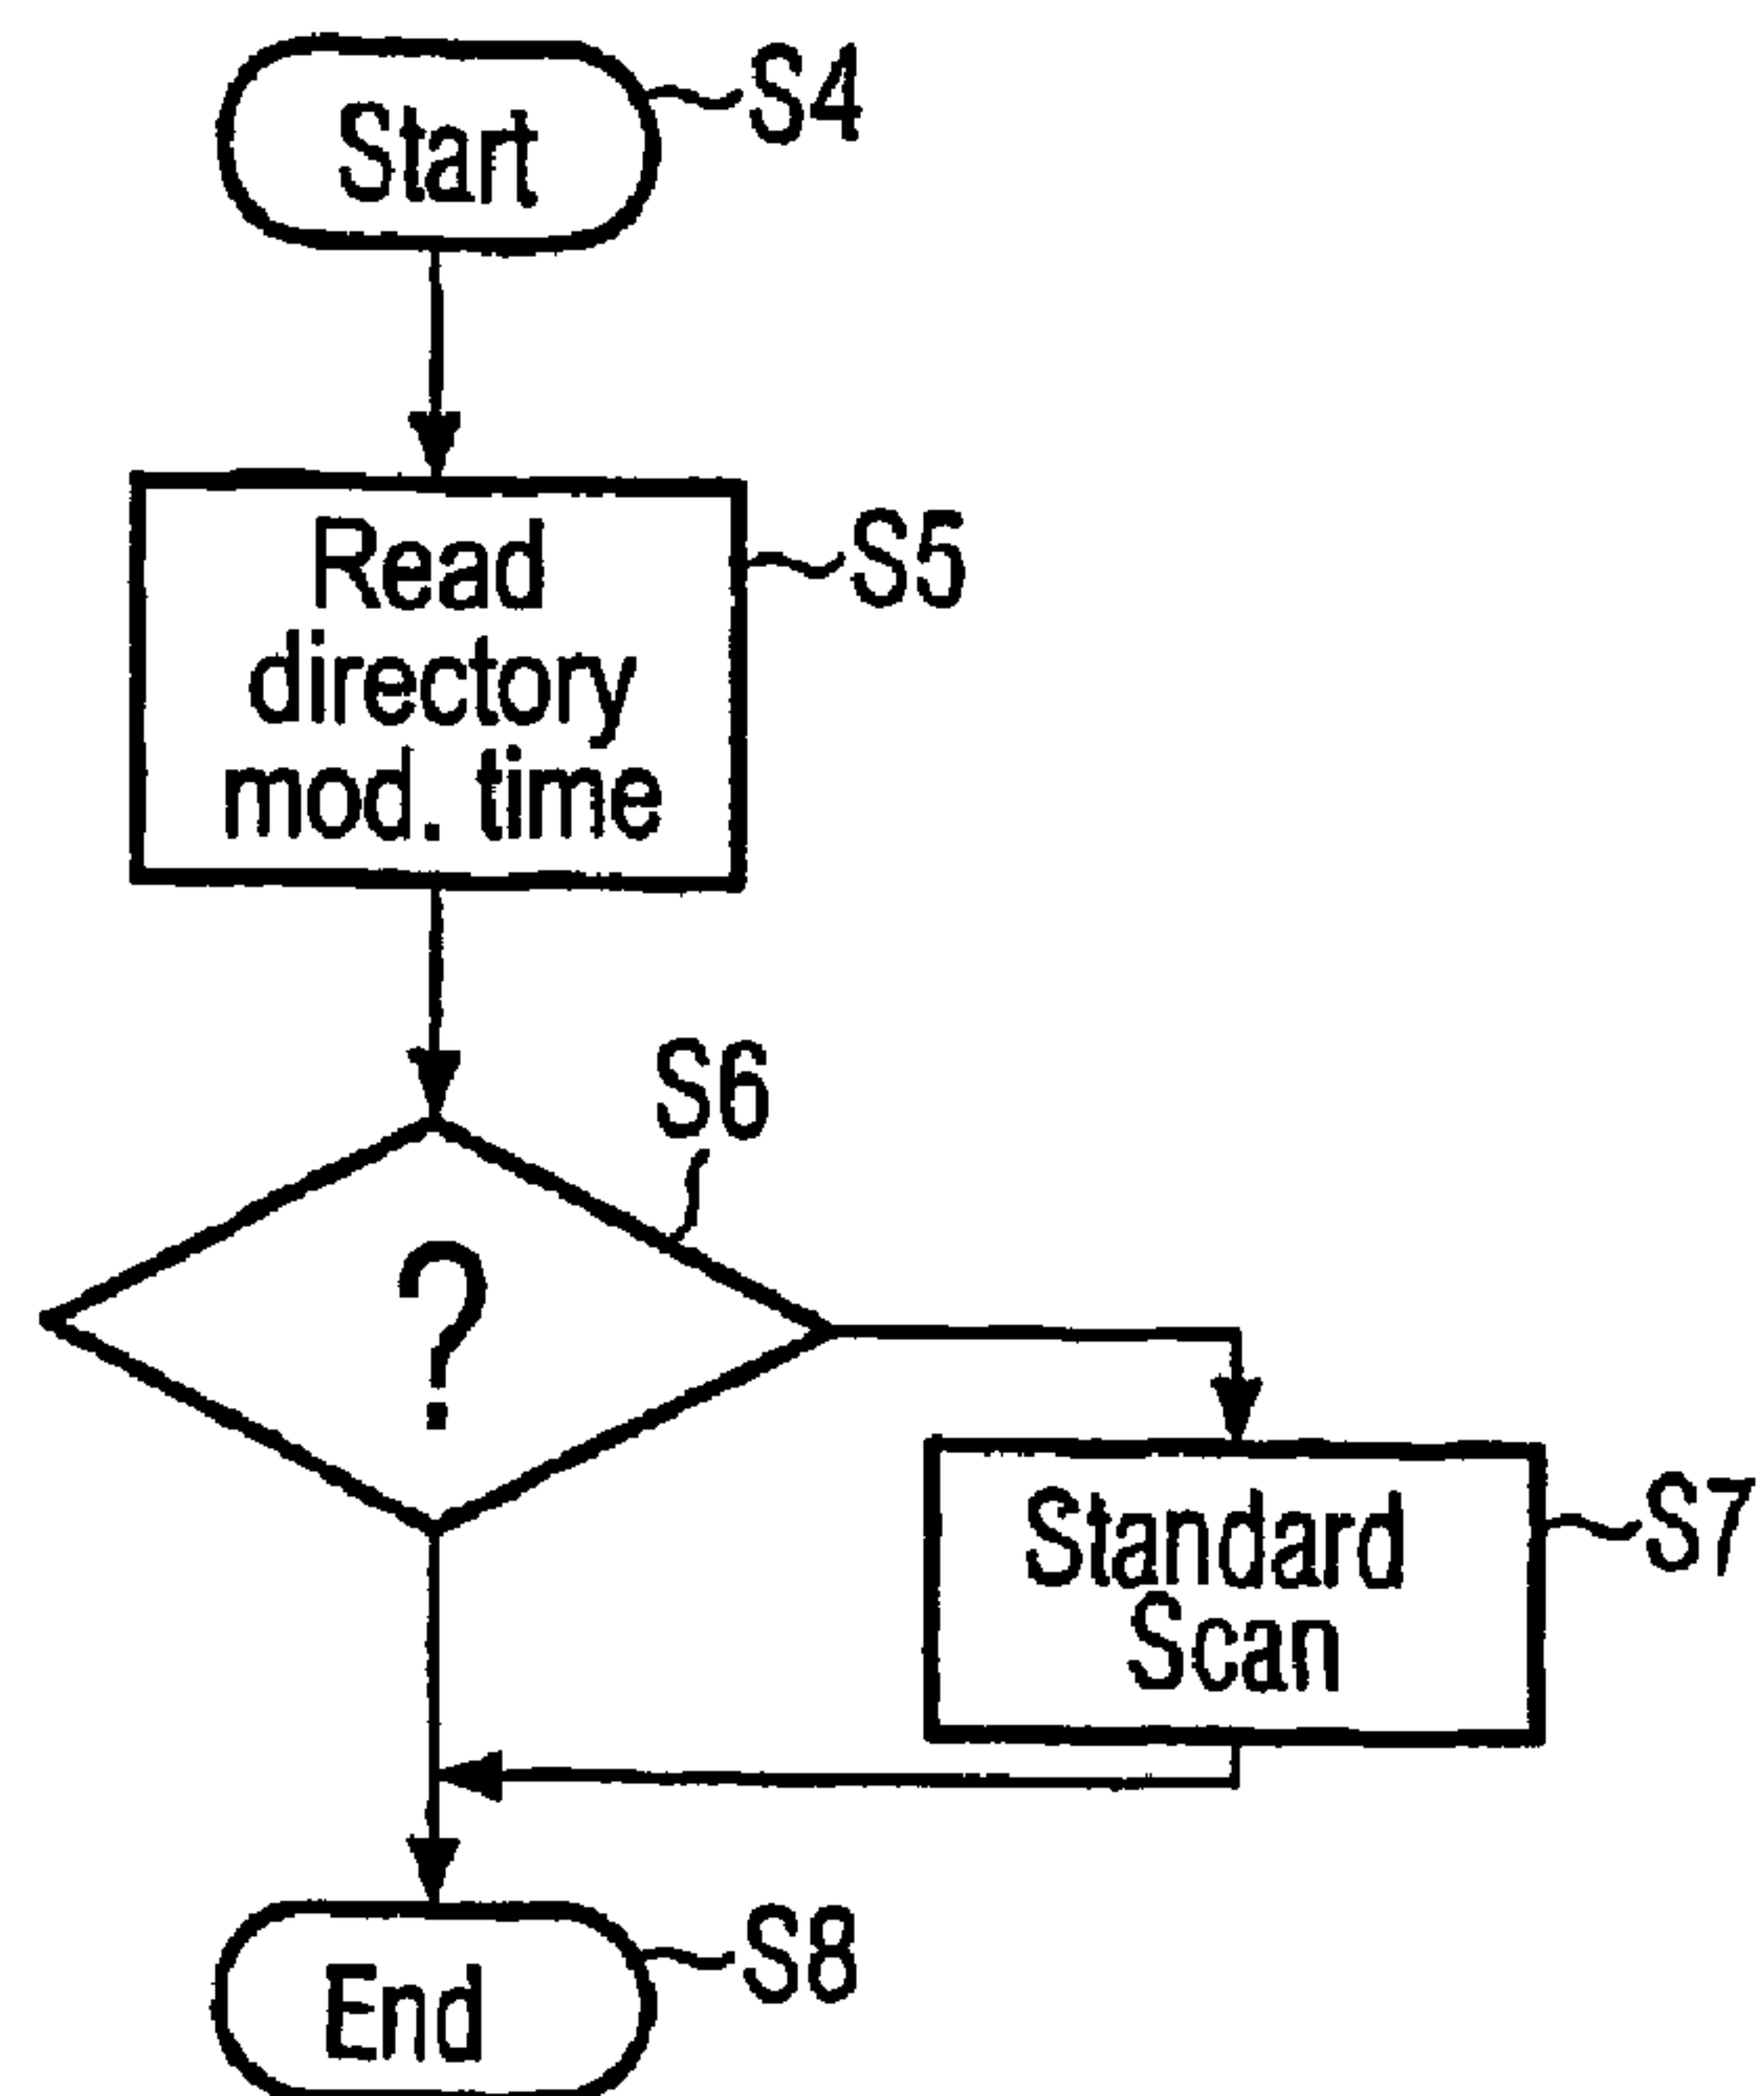 Start
S4
Read
directory
mod. time
S5
S6
?
Standard
Scan
S7
End
S8